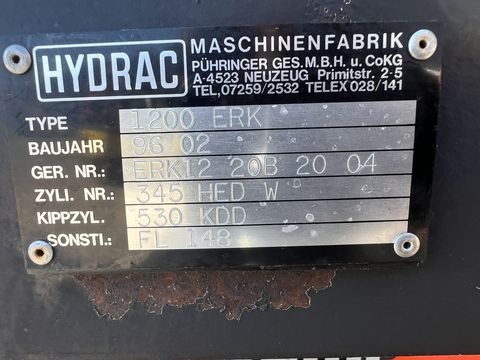 HYDRAC
MASCHINENFABRIK
PÜHRINGER GES.M.B.H. u.CoKG
A-4523 NEUZEUG Primitstr. 2-5
TEL,07259/2532 TELEX 028/141
TYPE 1200 ERK
BAUJAHR 96 02
GER. NR.: ERK12 20B 20 04
ZYLI. NR.: 345 HED W
KIPPZYL. 530 KDD
SONSTI.: FL 148